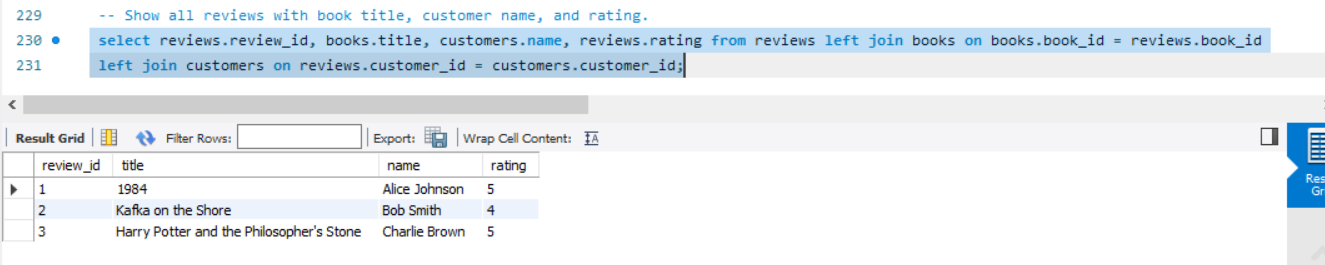 229 -- Show all reviews with book title, customer name, and rating.
230 select reviews.review_id, books.title, customers.name, reviews.rating from reviews left join books on books.book_id = reviews.book_id
231 left join customers on reviews.customer_id = customers.customer_id;
Result Grid Filter Rows: Export: Wrap Cell Content: IA
review_id title name rating
1 1984 Alice Johnson 5
2 Kafka on the Shore Bob Smith 4
3 Harry Potter and the Philosopher's Stone Charlie Brown 5
Res
Gr